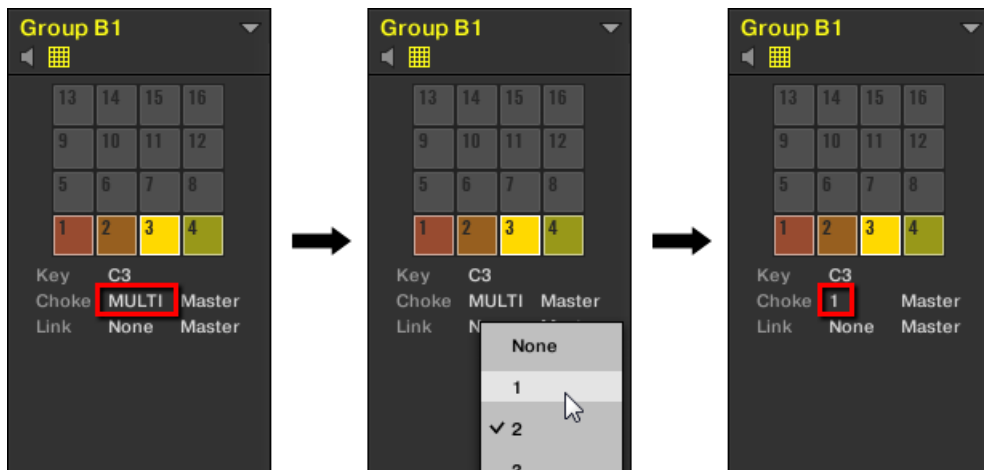 Group B1
13 14 15 16
9 10 11 12
5 6 7 8
1 2 3 4
Key C3
Choke MULTI Master
Link None Master
Group B1
13 14 15 16
9 10 11 12
5 6 7 8
1 2 3 4
Key C3
Choke MULTI Master
Link
None
1
2
Group B1
13 14 15 16
9 10 11 12
5 6 7 8
1 2 3 4
Key C3
Choke 1 Master
Link None Master